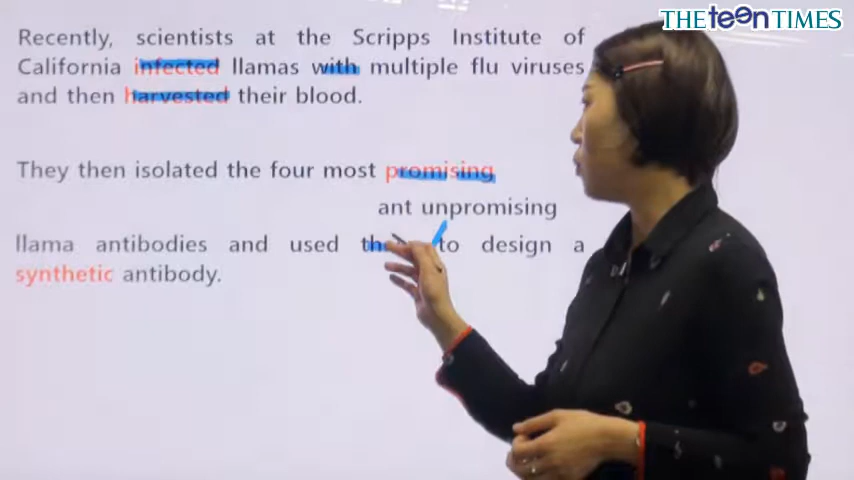 THE teen TIMES
Recently, scientists at the Scripps Institute of
California infected llamas with multiple flu viruses
and then harvested their blood.
They then isolated the four most promising
ant unpromising
llama antibodies and used to design a
synthetic antibody.